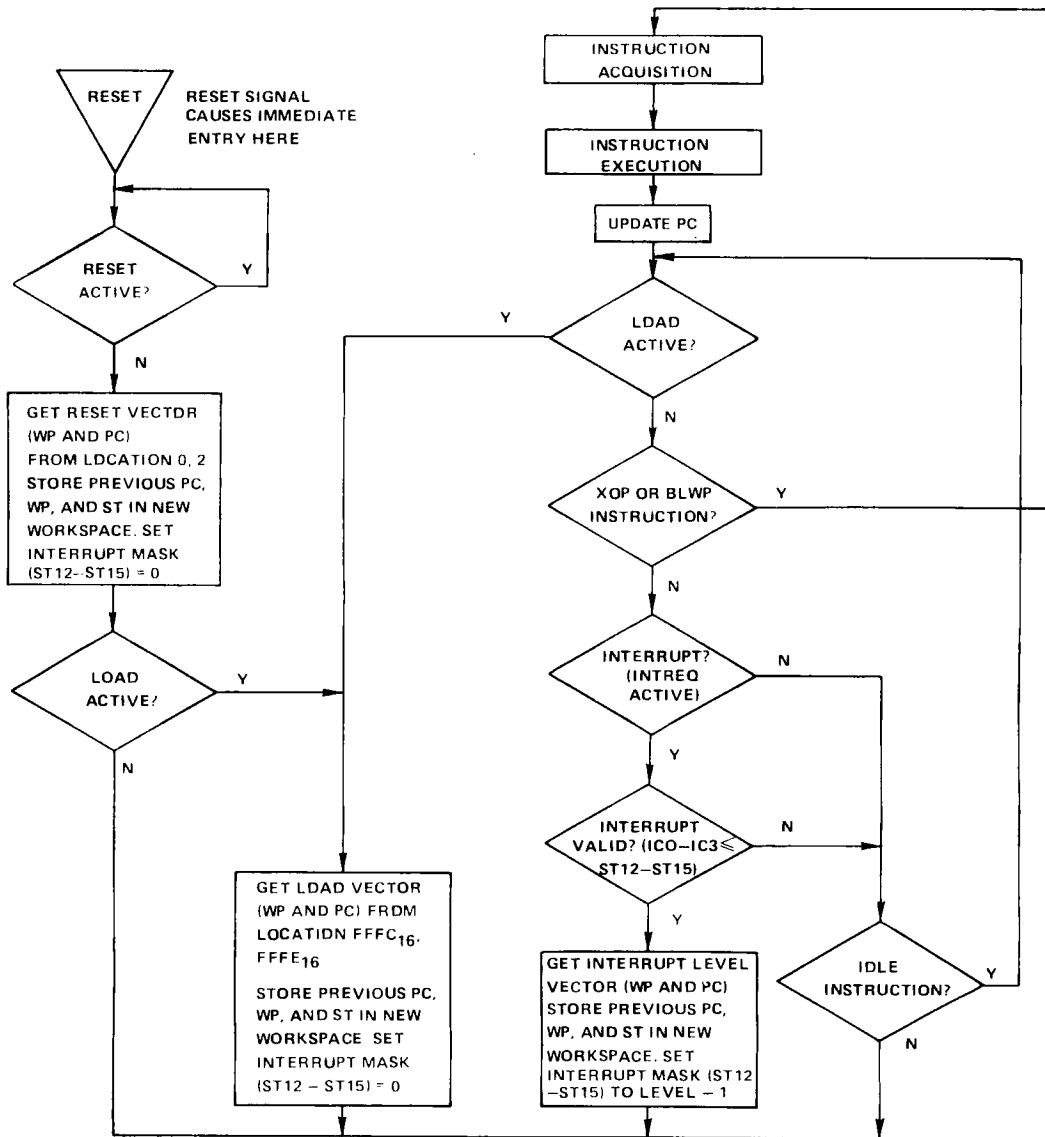 RESET
RESET SIGNAL
CAUSES IMMEDIATE
ENTRY HERE
RESET
ACTIVE?
Y
N
GET RESET VECTDR
(WP AND PC)
FROM LDCATION 0, 2
STORE PREVIOUS PC,
WP, AND ST IN NEW
WORKSPACE. SET
INTERRUPT MASK
(ST12--ST15) = 0
LOAD
ACTIVE?
Y
N
GET LDAD VECTOR
(WP AND PC) FRDM
LOCATION FFFC16,
FFFE16
STORE PREVIOUS PC,
WP, AND ST IN NEW
WORKSPACE SET
INTERRUPT MASK
(ST12 – ST15) = 0
INSTRUCTION
ACQUISITION
INSTRUCTION
EXECUTION
UPDATE PC
LDAD
ACTIVE?
Y
N
XOP OR BLWP
INSTRUCTION?
Y
N
INTERRUPT?
(INTREQ
ACTIVE)
N
Y
INTERRUPT
VALID? (IC0–IC3 ⩽
ST12–ST15)
N
Y
GET INTERRUPT LEVEL
VECTOR (WP AND PC)
STORE PREVIOUS PC,
WP, AND ST IN NEW
WORKSPACE. SET
INTERRUPT MASK (ST12
–ST15) TO LEVEL – 1
IDLE
INSTRUCTION?
Y
N